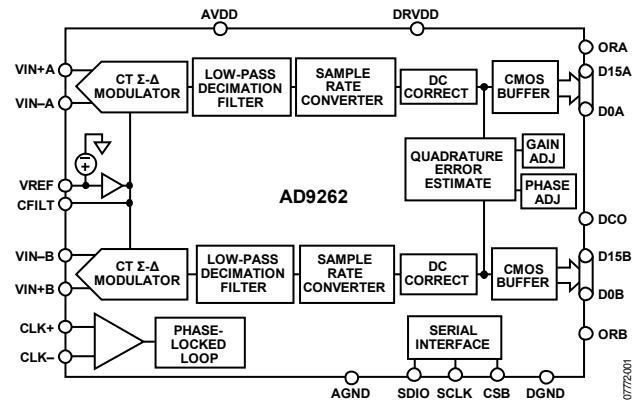 AVDD
DRVDD
ORA
VIN+A
VIN–A
CT Σ-Δ
MODULATOR
LOW-PASS
DECIMATION
FILTER
SAMPLE
RATE
CONVERTER
DC
CORRECT
CMOS
BUFFER
D15A
D0A
QUADRATURE
ERROR
ESTIMATE
GAIN
ADJ
PHASE
ADJ
VREF
CFILT
AD9262
DCO
VIN–B
VIN+B
CT Σ-Δ
MODULATOR
LOW-PASS
DECIMATION
FILTER
SAMPLE
RATE
CONVERTER
DC
CORRECT
CMOS
BUFFER
D15B
D0B
ORB
CLK+
CLK–
PHASE-
LOCKED
LOOP
SERIAL
INTERFACE
AGND
SDIO
SCLK
CSB
DGND
07772-001